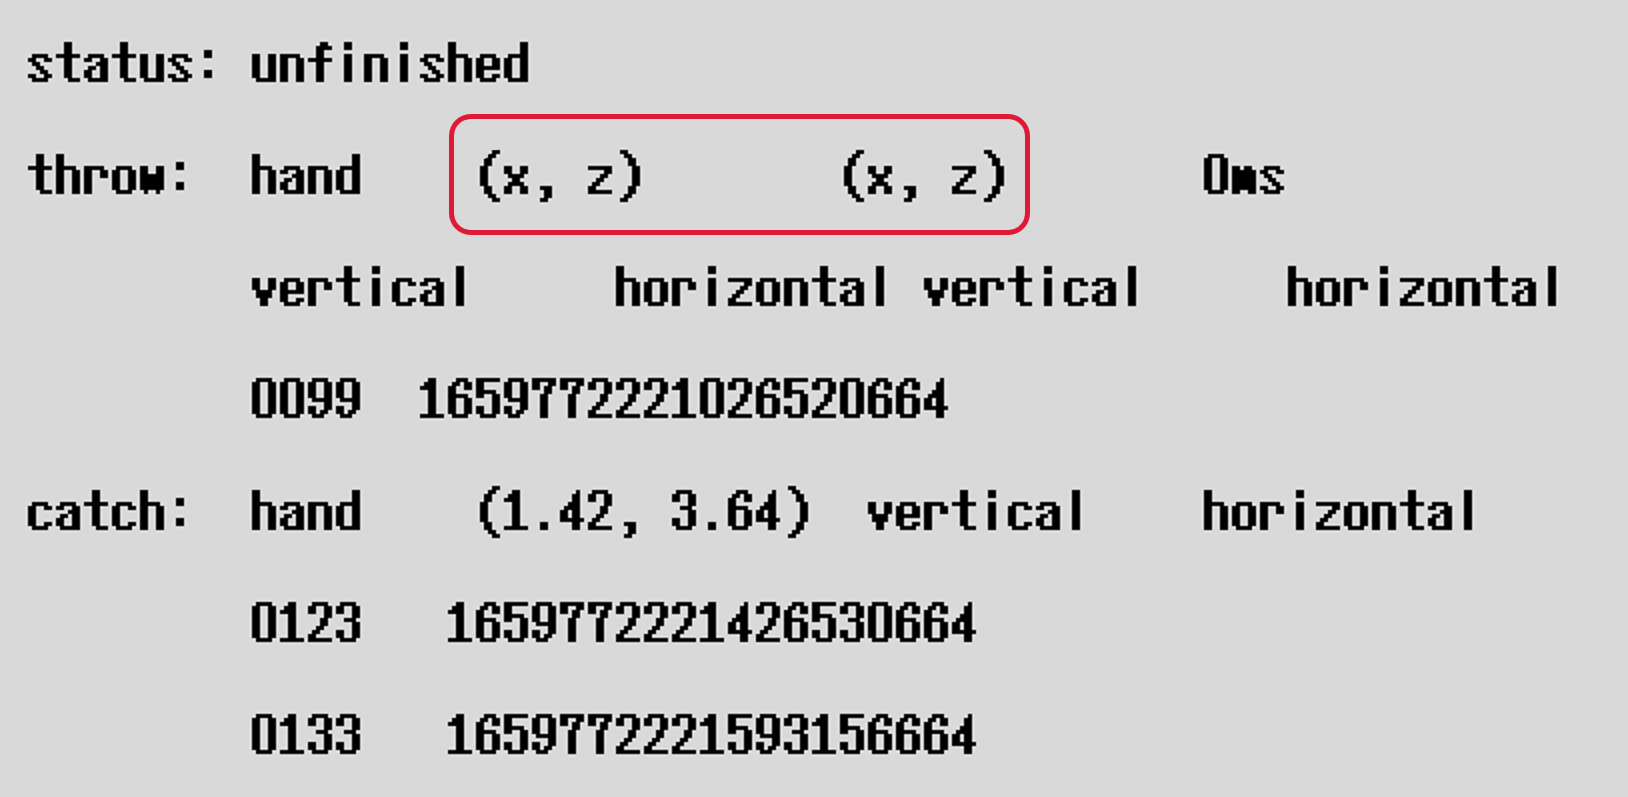 status: unfinished
throw: hand (x, z) (x, z) 0ms
vertical horizontal vertical horizontal
0099 1659772221026520664
catch: hand (1.42, 3.64) vertical horizontal
0123 1659772221426530664
0133 1659772221593156664